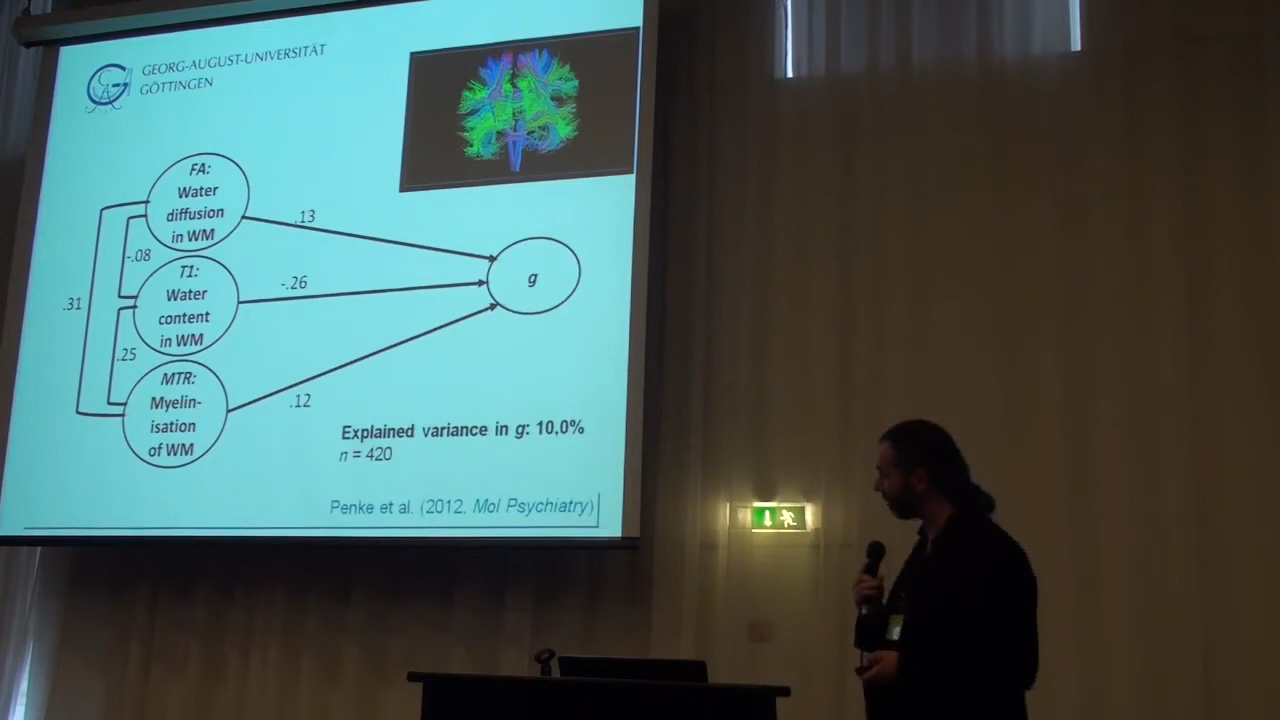 GEORG-AUGUST-UNIVERSITÄT
GÖTTINGEN
FA:
Water
diffusion
in WM
.13
-.08
T1:
Water
content
in WM
-.26
g
.31
.25
MTR:
Myelin-
isation
of WM
.12
Explained variance in g: 10,0%
n = 420
Penke et al. (2012, Mol Psychiatry)